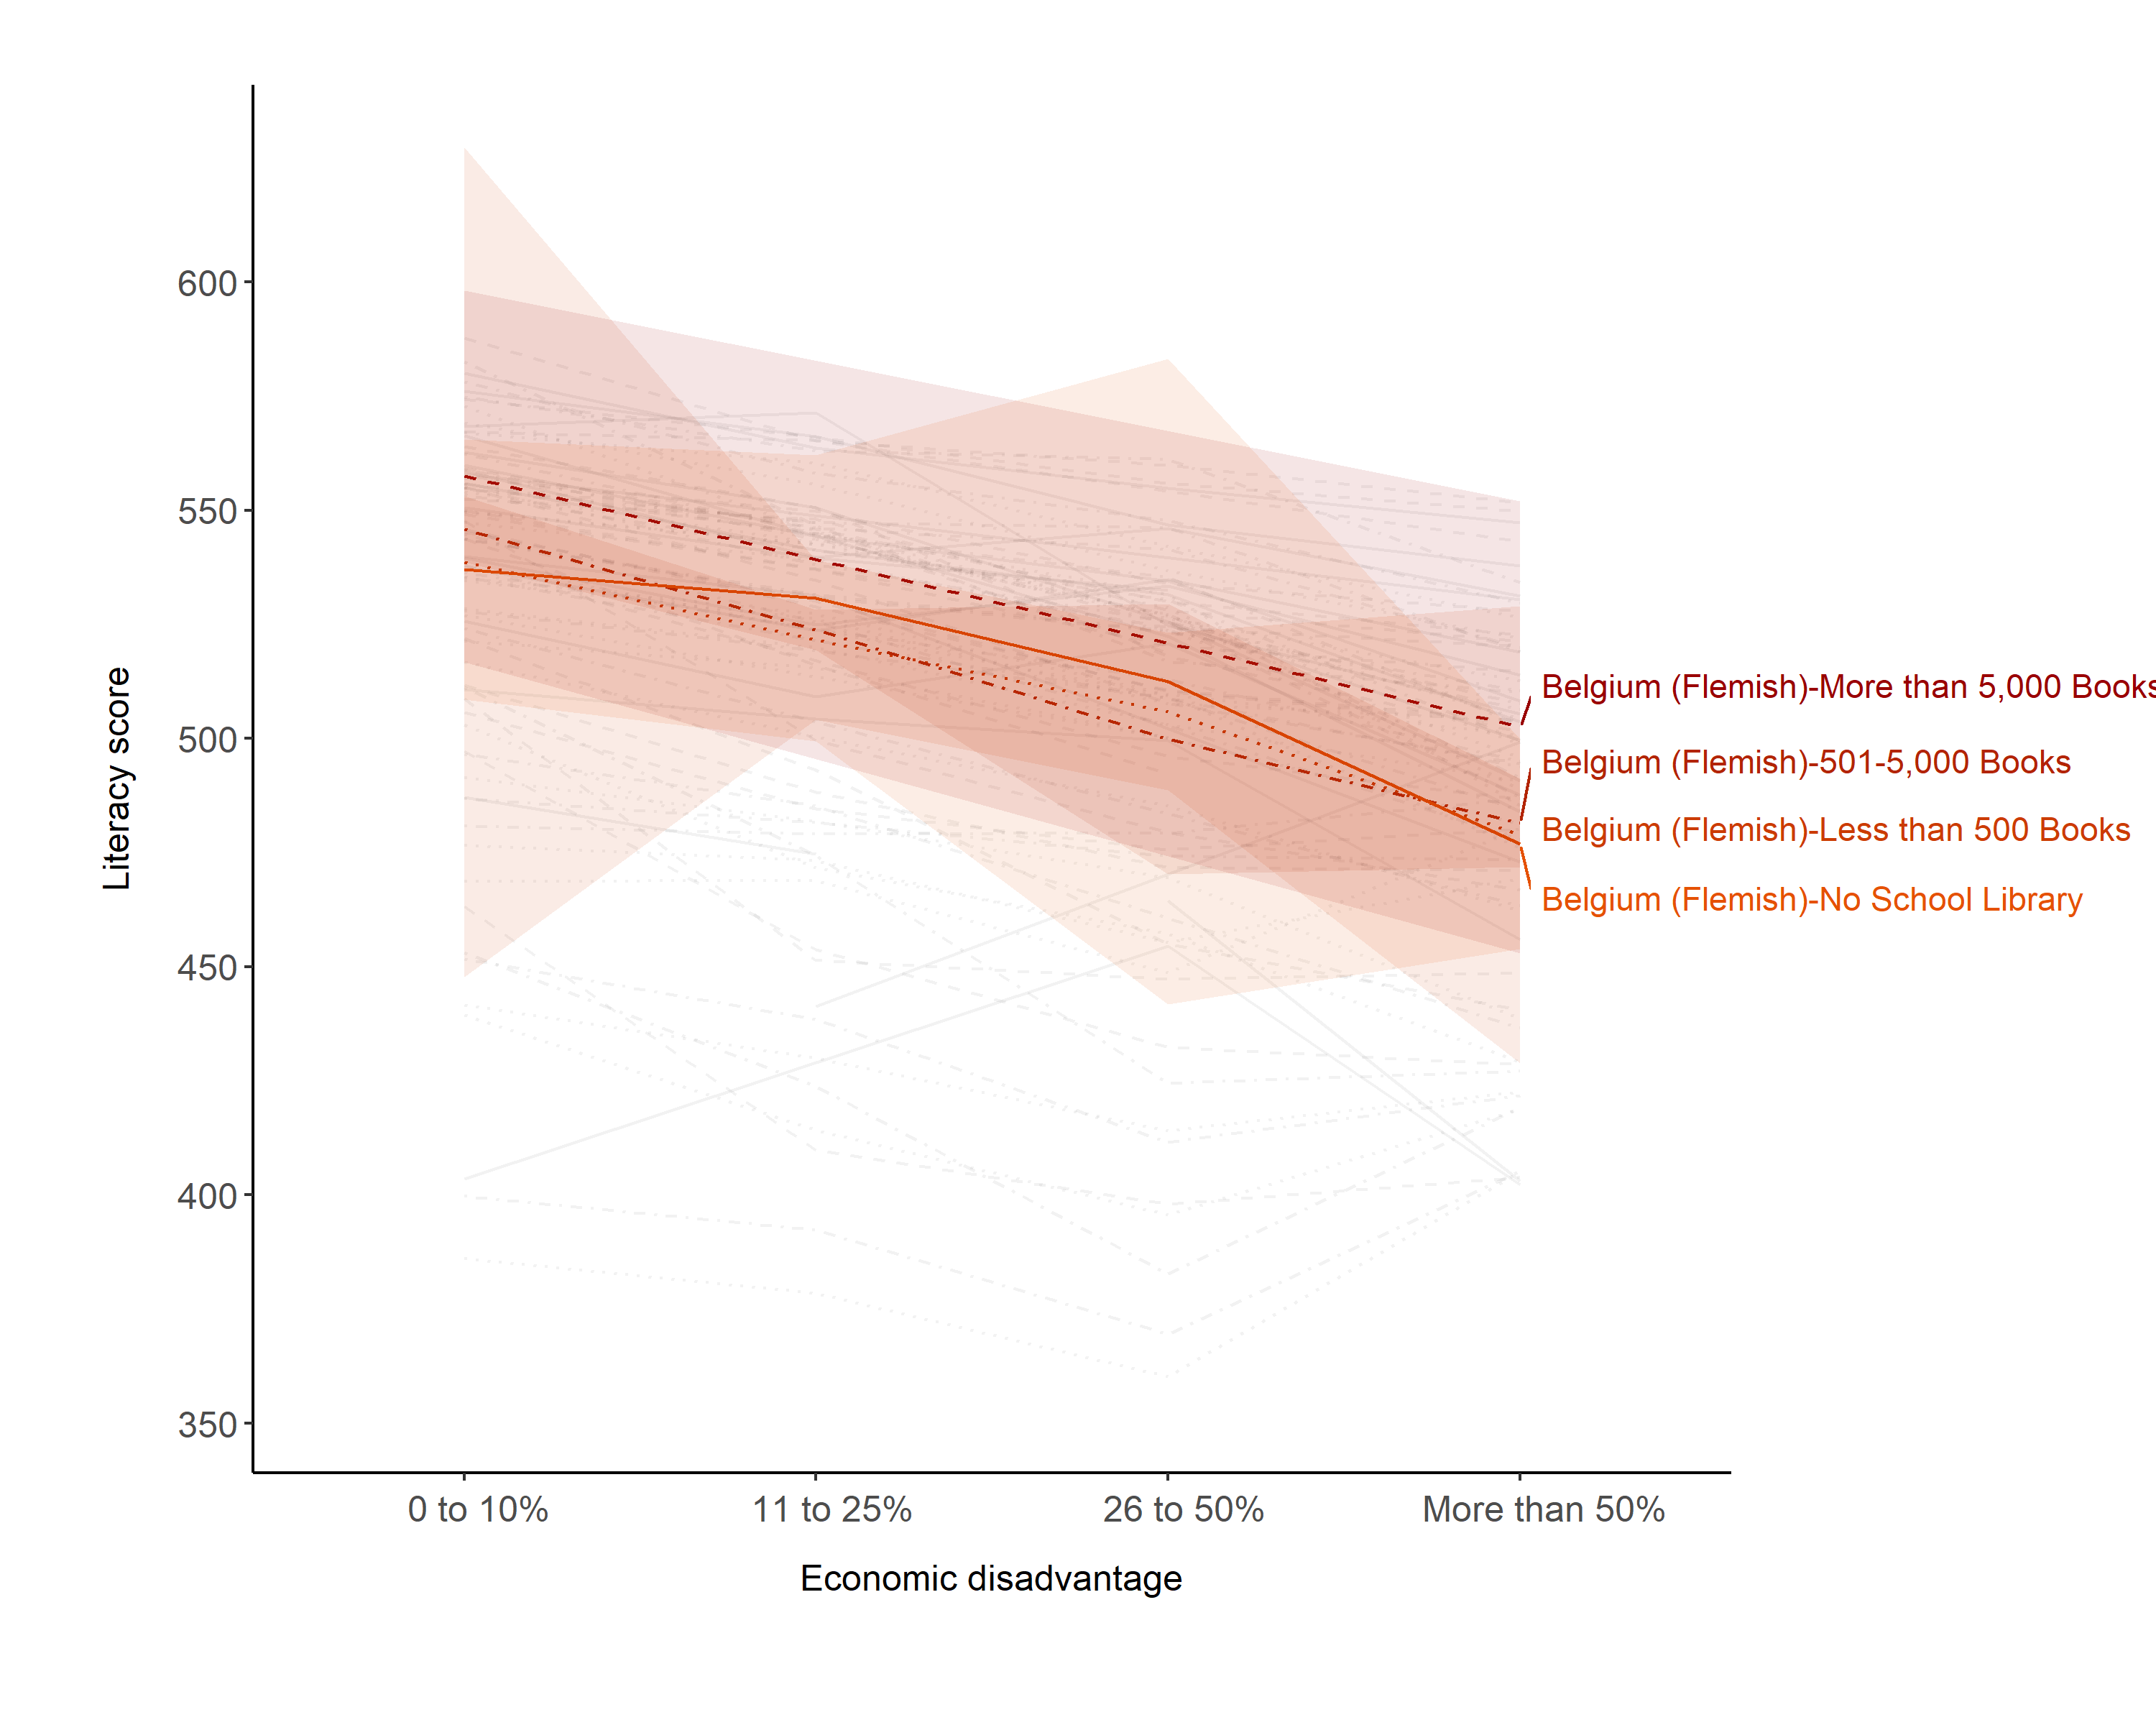 600
550
500
450
400
350
Literacy score
0 to 10%
11 to 25%
26 to 50%
More than 50%
Economic disadvantage
Belgium (Flemish)-More than 5,000 Books
Belgium (Flemish)-501-5,000 Books
Belgium (Flemish)-Less than 500 Books
Belgium (Flemish)-No School Library